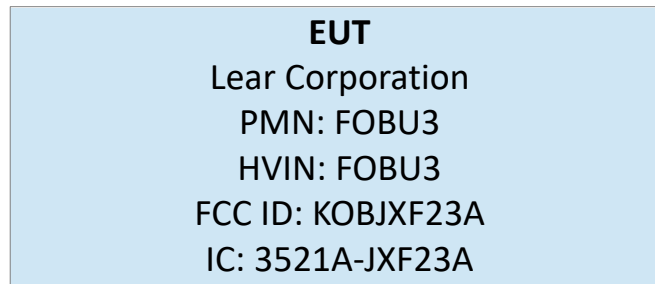 EUT
Lear Corporation
PMN: FOBU3
HVIN: FOBU3
FCC ID: KOBJXF23A
IC: 3521A-JXF23A